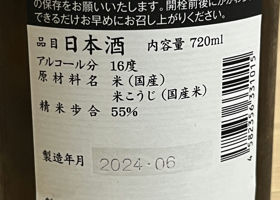 の保存をお願いいたします。開栓前後にかかわ
できるだけお早めにお召し上がりください。
品目 日本酒 内容量 720ml
アルコール分 16度
原材料名 米(国産)
米こうじ(国産米)
精米歩合 55%
製造年月 2024-06
4582356331015